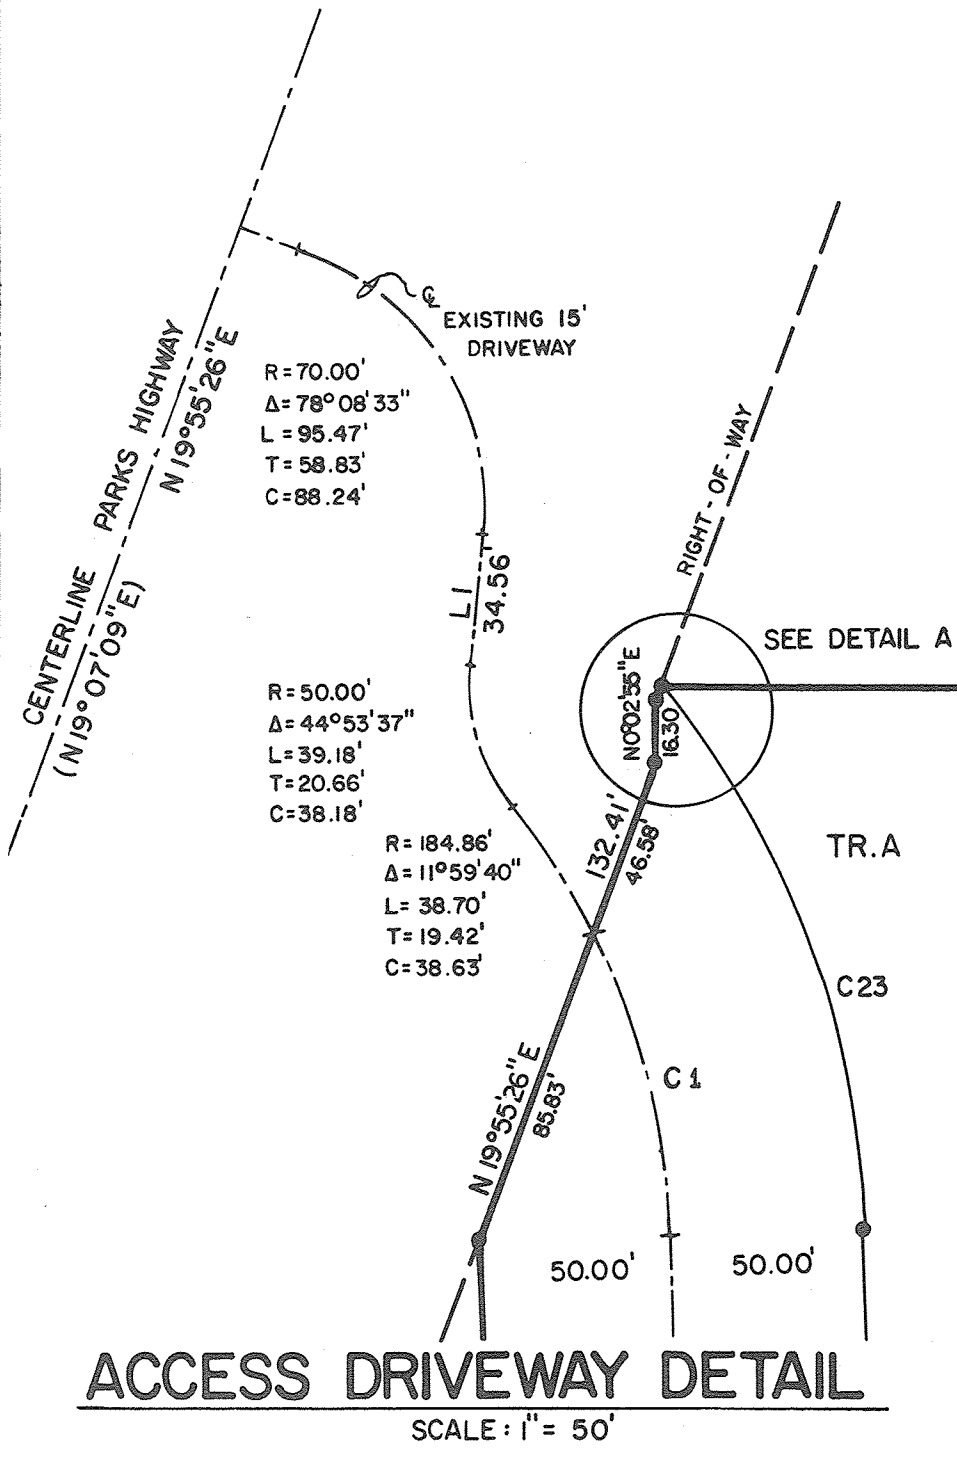 CENTERLINE PARKS HIGHWAY
N 19°55'26"E
(N 19°07'09"E)
℄
EXISTING 15'
DRIVEWAY
R=70.00'
Δ=78°08'33"
L=95.47'
T=58.83'
C=88.24'
L1
34.56'
RIGHT-OF-WAY
SEE DETAIL A
N0°02'55"E
16.30
R=50.00'
Δ=44°53'37"
L=39.18'
T=20.66'
C=38.18'
R=184.86'
Δ=11°59'40"
L=38.70'
T=19.42'
C=38.63'
132.41'
46.58'
TR.A
C23
N 19°55'26"E
85.83'
C1
50.00'
50.00'
ACCESS DRIVEWAY DETAIL
SCALE: 1"= 50'